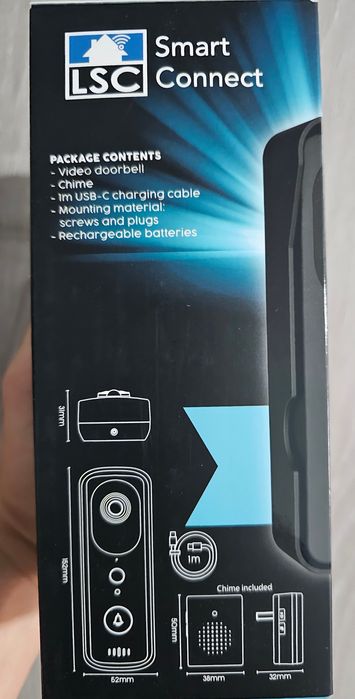 LSC
Smart
Connect
PACKAGE CONTENTS
- Video doorbell
- Chime
- 1m USB-C charging cable
- Mounting material:
screws and plugs
- Rechargeable batteries
31mm
152mm
52mm
1m
Chime included
50mm
38mm
32mm